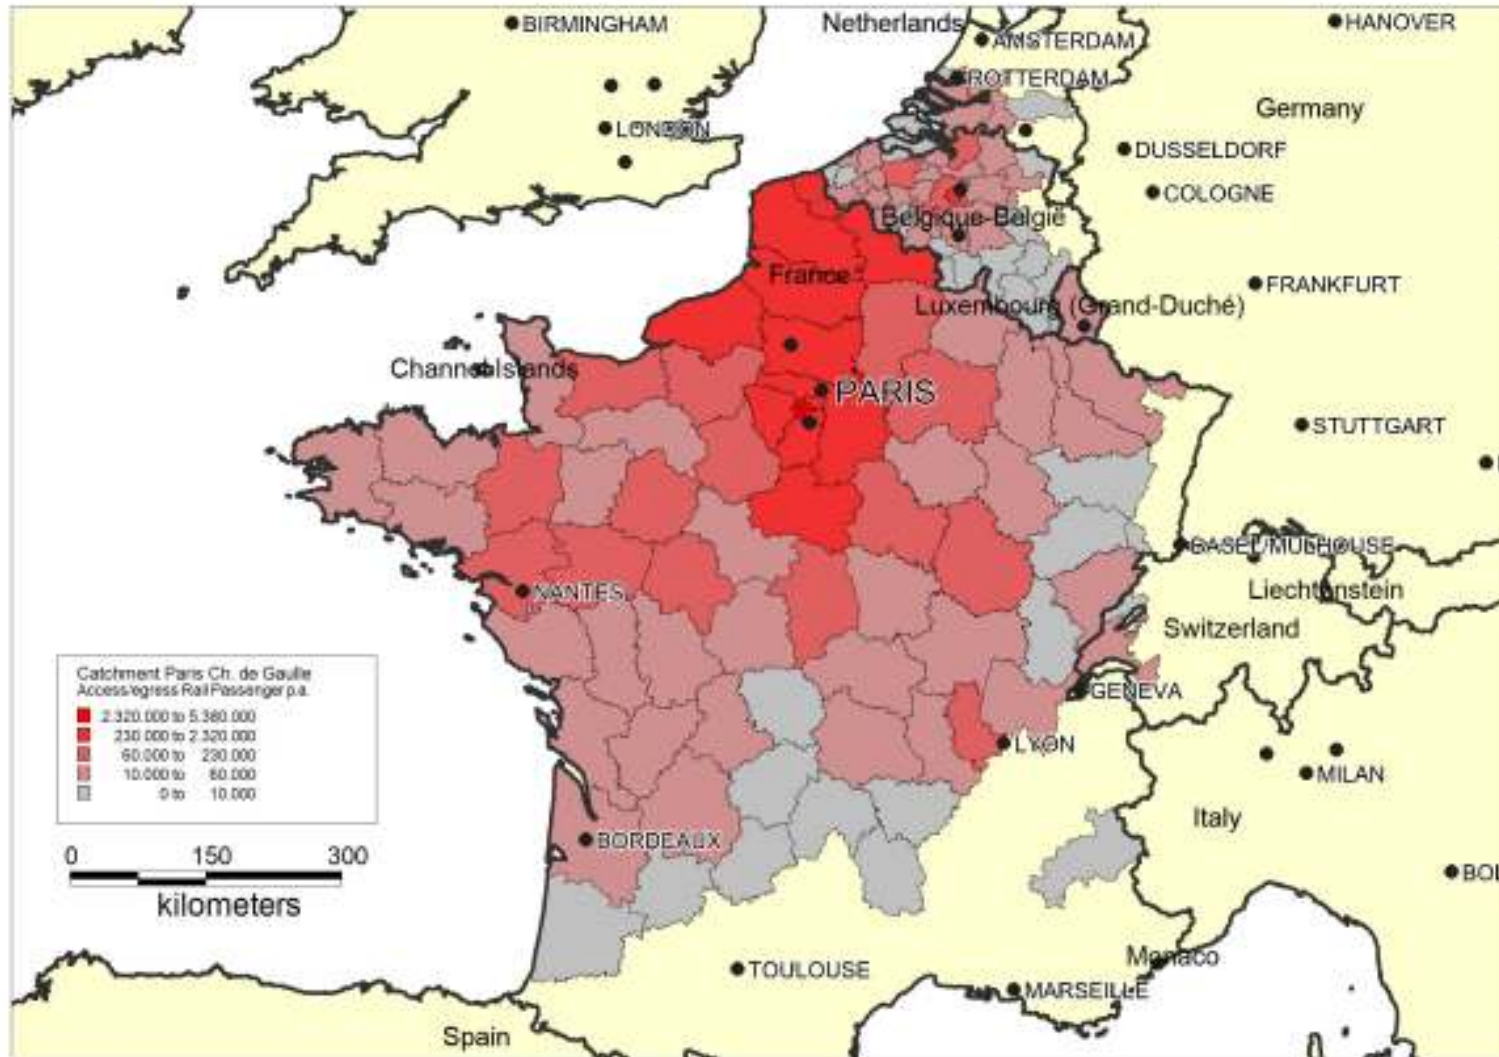 Netherlands
BIRMINGHAM
HANOVER
AMSTERDAM
ROTTERDAM
Germany
LONDON
DUSSELDORF
COLOGNE
Belgique-België
France
FRANKFURT
Luxembourg (Grand-Duché)
Channel Islands
PARIS
STUTTGART
BASEL/MULHOUSE
Liechtenstein
NANTES
Switzerland
GENEVA
Catchment Paris Ch. de Gaulle
Access/egress Rail Passenger p.a.
2.320.000 to 5.360.000
230.000 to 2.320.000
60.000 to 230.000
10.000 to 60.000
0 to 10.000
LYON
MILAN
Italy
BORDEAUX
0 150 300
kilometers
BOL
Monaco
TOULOUSE
MARSEILLE
Spain